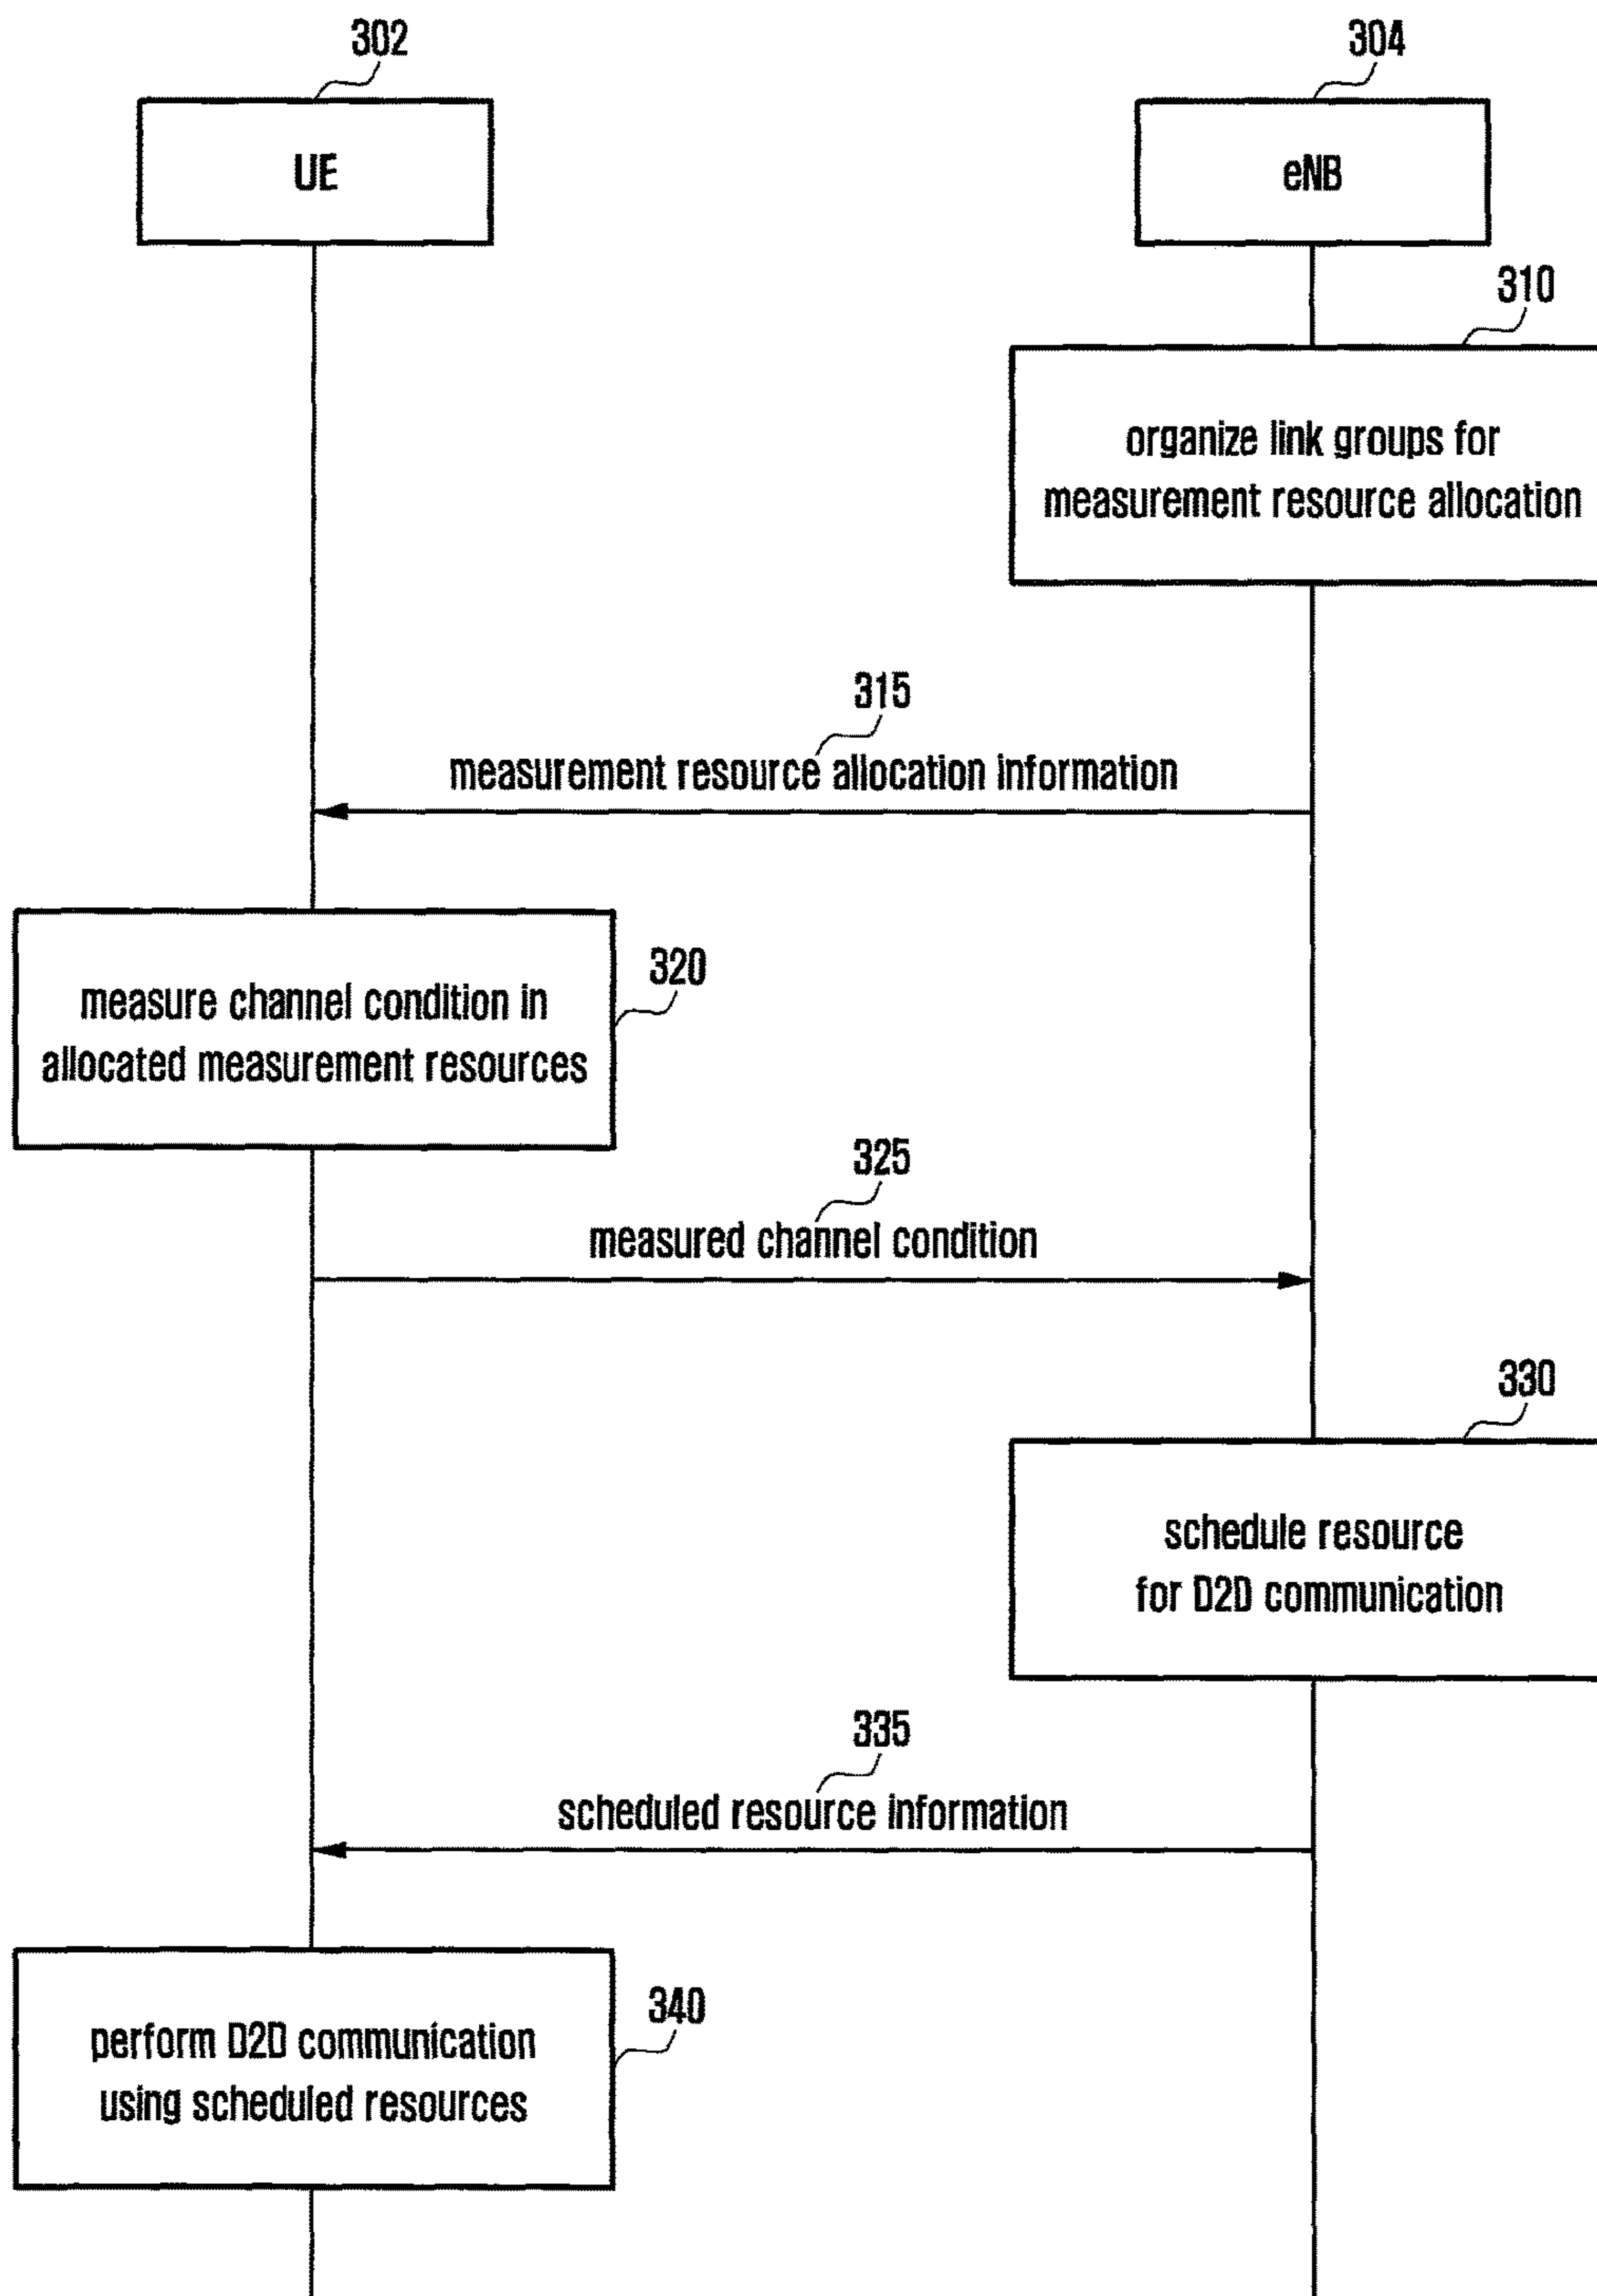 302
304
UE
eNB
310
organize link groups for
measurement resource allocation
315
measurement resource allocation information
320
measure channel condition in
allocated measurement resources
325
measured channel condition
330
schedule resource
for D2D communication
335
scheduled resource information
340
perform D2D communication
using scheduled resources